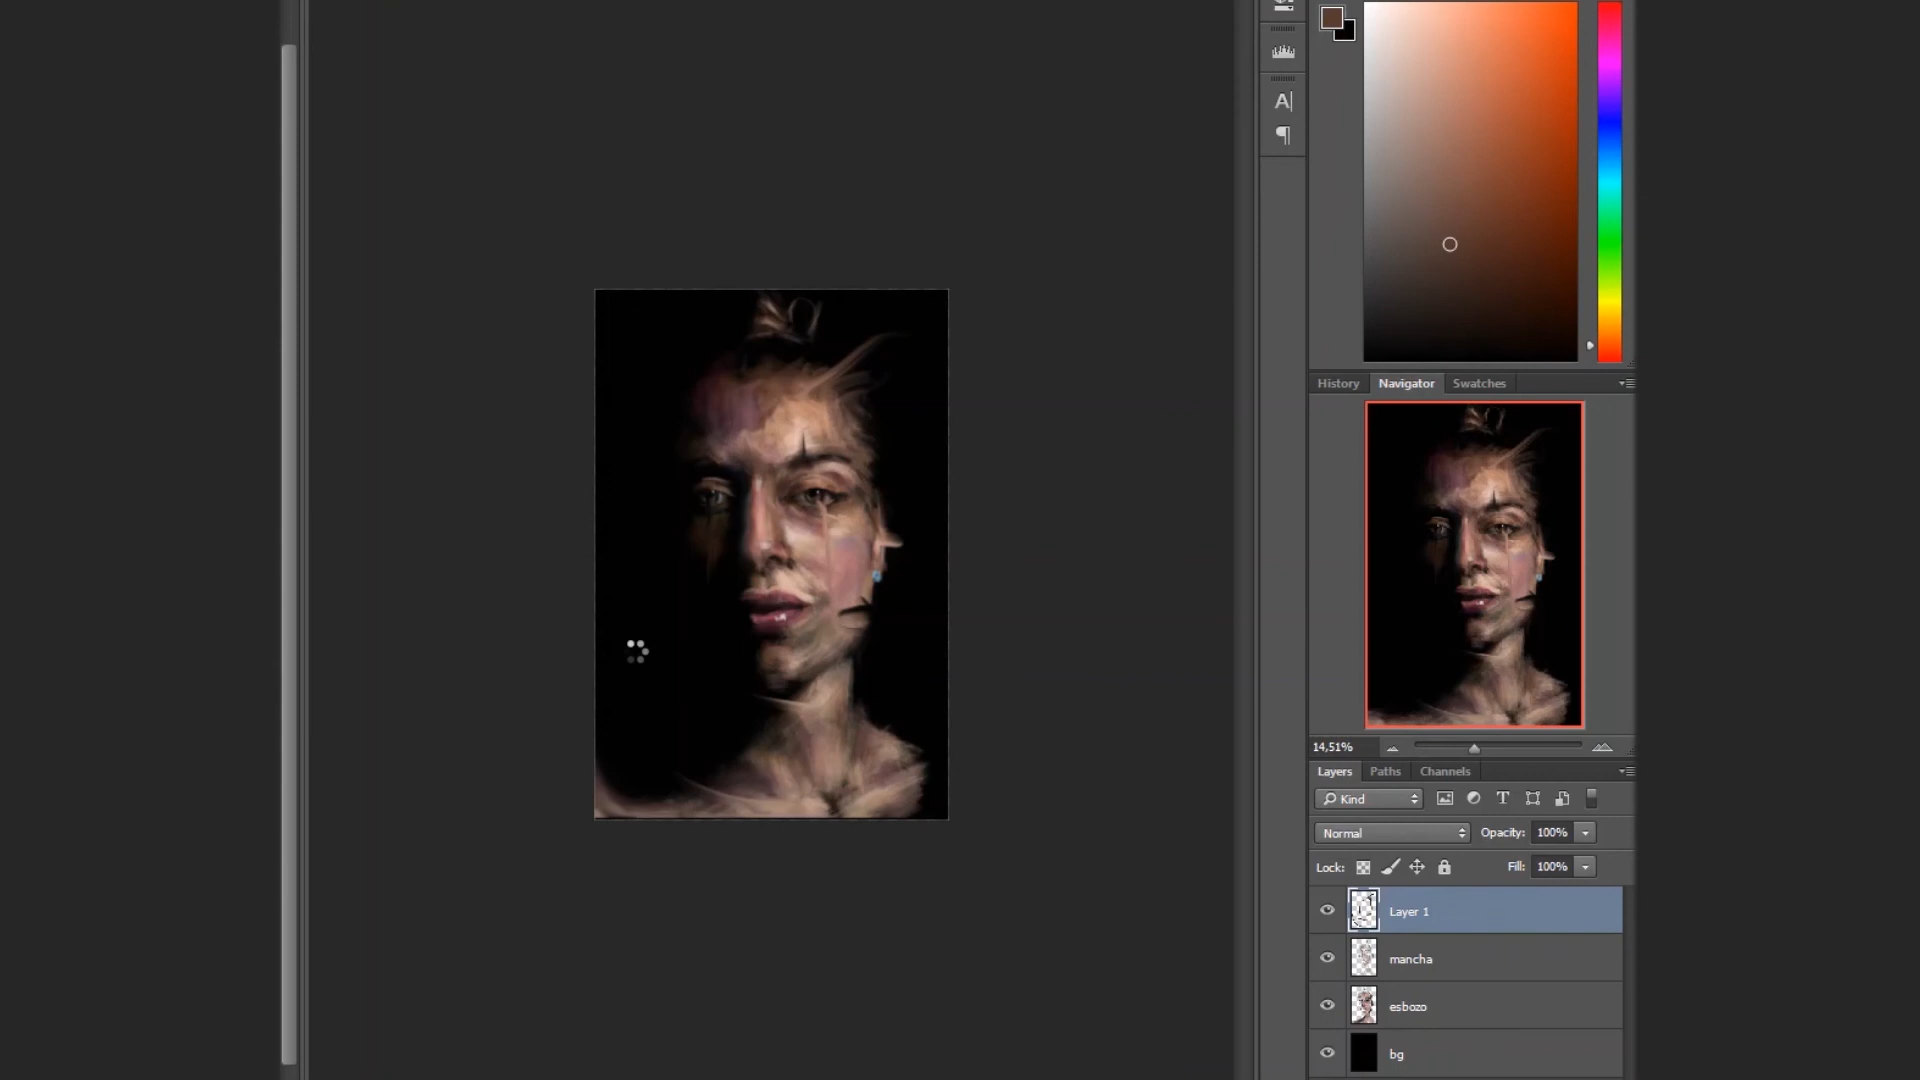 A|
¶
History Navigator Swatches
14,51%
Layers Paths Channels
Kind T
Normal Opacity: 100%
Lock: Fill: 100%
Layer 1
mancha
esbozo
bg